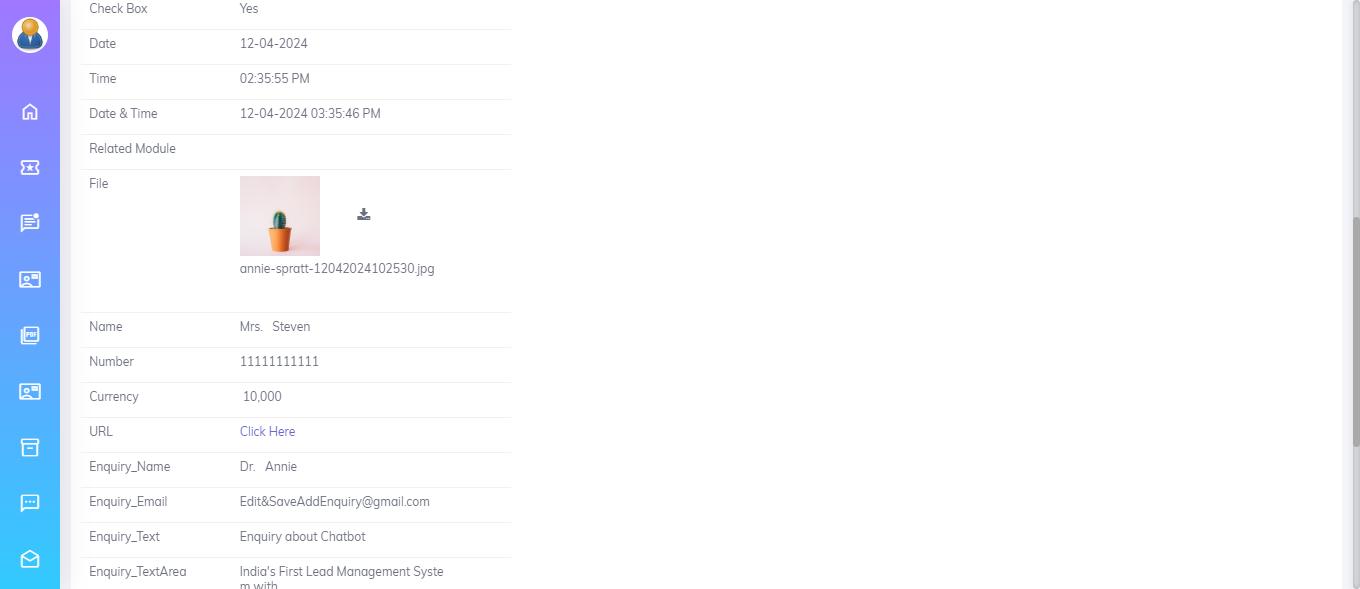 Check Box Yes
Date 12-04-2024
Time 02:35:55 PM
Date & Time 12-04-2024 03:35:46 PM
Related Module
File
annie-spratt-12042024102530.jpg
Name Mrs. Steven
Number 11111111111
Currency 10,000
URL Click Here
Enquiry_Name Dr. Annie
Enquiry_Email Edit&SaveAddEnquiry@gmail.com
Enquiry_Text Enquiry about Chatbot
Enquiry_TextArea India's First Lead Management Syste
m with
PDF